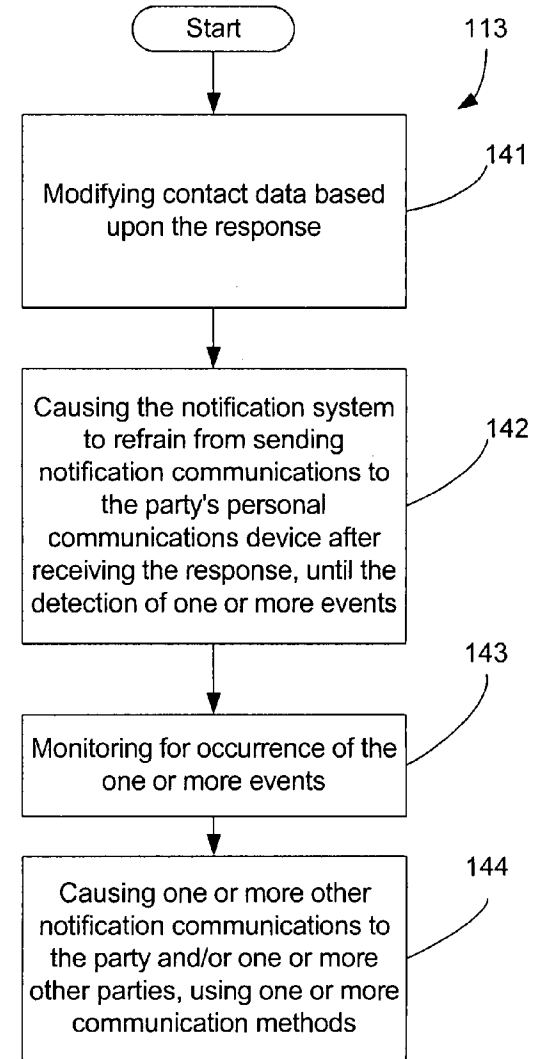 Start
113
141
Modifying contact data based
upon the response
142
Causing the notification system
to refrain from sending
notification communications to
the party's personal
communications device after
receiving the response, until the
detection of one or more events
143
Monitoring for occurrence of the
one or more events
144
Causing one or more other
notification communications to
the party and/or one or more
other parties, using one or more
communication methods